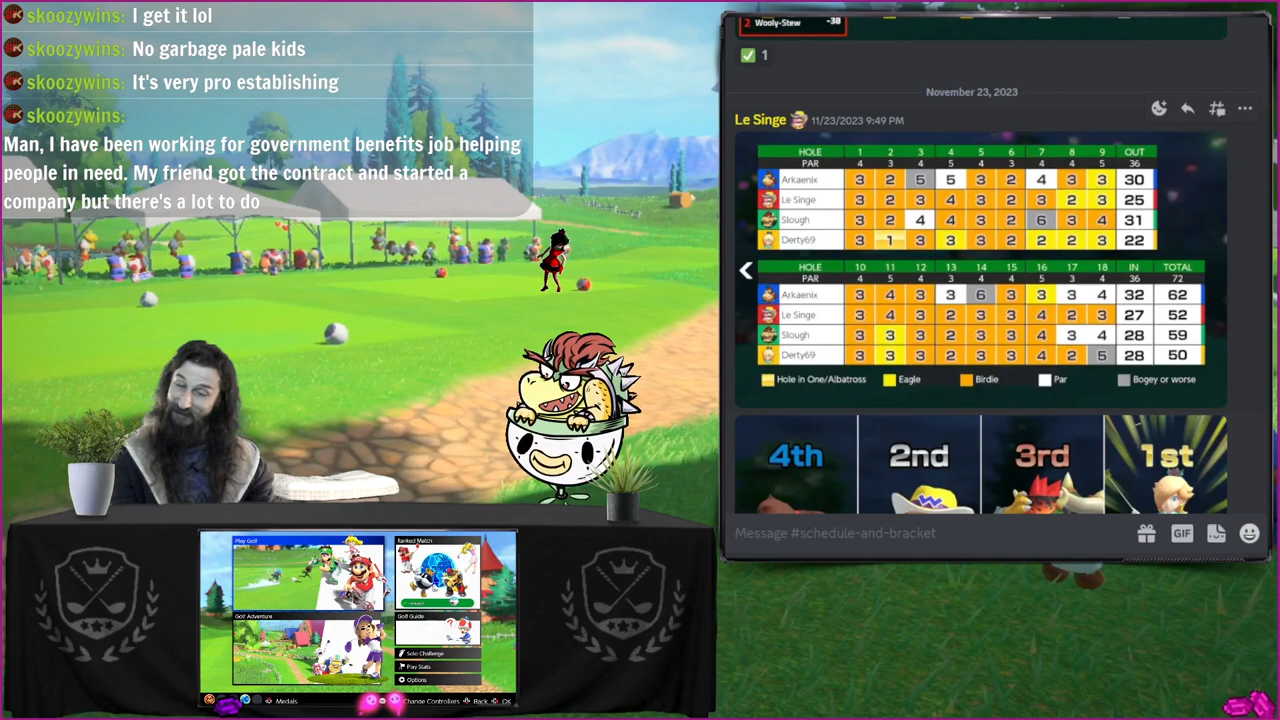 skoozywins: I get it lol
skoozywins: No garbage pale kids
skoozywins: It's very pro establishing
skoozywins:
Man, I have been working for government benefits job helping
people in need. My friend got the contract and started a
company but there's a lot to do
2 Wooly-Stew -38
1
November 23, 2023
Le Singe 11/23/2023 9:49 PM
HOLE 1 2 3 4 5 6 7 8 9 OUT
PAR 4 3 4 5 4 3 4 4 5 36
Arkaenix 3 2 5 5 3 2 4 3 3 30
Le Singe 3 2 3 4 3 2 3 2 3 25
Slough 3 2 4 4 3 2 6 3 4 31
Derty69 3 1 3 3 3 2 2 2 3 22
HOLE 10 11 12 13 14 15 16 17 18 IN TOTAL
PAR 4 5 4 3 4 4 5 3 4 36 72
Arkaenix 3 4 3 3 6 3 3 3 4 32 62
Le Singe 3 4 3 2 3 3 4 2 3 27 52
Slough 3 3 3 2 3 3 4 3 4 28 59
Derty69 3 3 3 2 3 3 4 2 5 28 50
Hole in One/Albatross Eagle Birdie Par Bogey or worse
4th 2nd 3rd 1st
Message #schedule-and-bracket
GIF
Play Golf
Ranked Match
Golf Adventure
Golf Guide
Solo Challenge
Play Stats
Options
Medals
Change Controllers
Back
OK